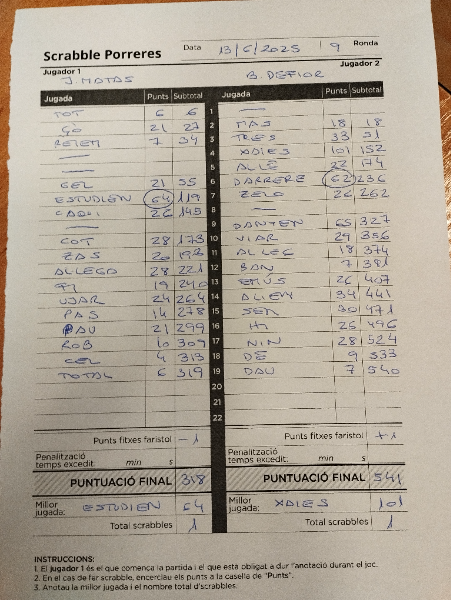 Scrabble Porreres Data 13/6/2025 9 Ronda
Jugador 1 Jugador 2
J. MOTAS B. DEFIOR
Jugada Punts Subtotal Jugada Punts Subtotal
TOT 6 6 1 —
ÇO 21 27 2 MAS 18 18
RETEN 7 34 3 TRES 33 51
— 4 XDIES 101 152
— 5 ALLE 22 174
GEL 21 55 6 DARRERE 62 236
ESTUDIEN 64 119 7 ZELO 26 262
26 145 8 —
— 9 DANTEN 65 327
COT 28 173 10 VIAR 29 356
ZAS 20 193 11 ALLEC 18 374
ALLEGO 28 221 12 BAN 7 381
19 240 13 26 407
UJAR 24 264 14 ALIENY 34 441
PAS 14 278 15 SEN 30 471
PAU 21 299 16 HI 25 496
ROB 10 309 17 NIN 28 524
CEL 4 313 18 DE 9 533
TOTAL 6 319 19 DAU 7 540
20
21
22
Punts fitxes faristol -1 Punts fitxes faristol +1
Penalització temps excedit: min s Penalització temps excedit: min s
PUNTUACIÓ FINAL 318 PUNTUACIÓ FINAL 541
Millor jugada: ESTUDIEN 64 Millor jugada: XDIES 101
Total scrabbles 1 Total scrabbles 1
INSTRUCCIONS:
1. El jugador 1 és el que comença la partida i el que està obligat a dur l'anotació durant el joc.
2. En el cas de fer scrabble, encercleu els punts a la casella de "Punts".
3. Anotau la millor jugada i el nombre total d'scrabbles.